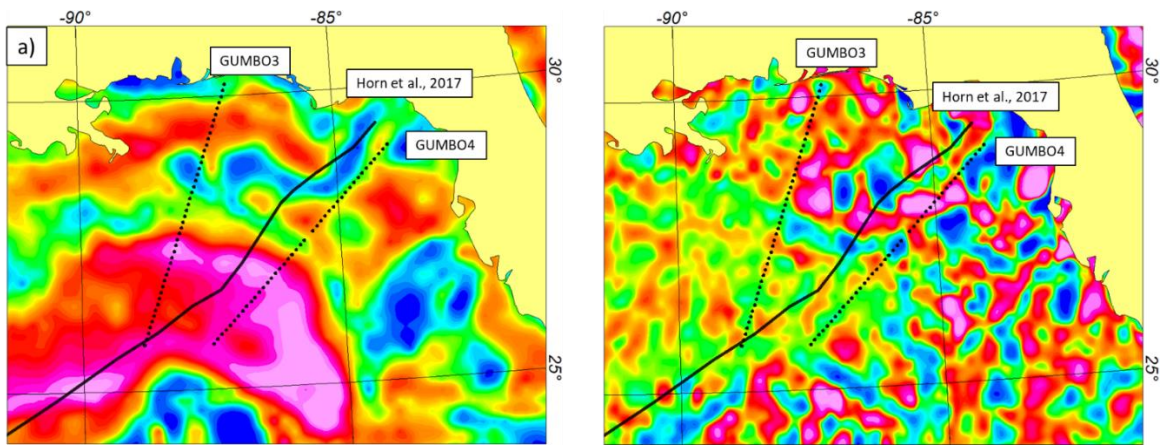 a)
-90°
-85°
GUMBO3
30°
Horn et al., 2017
GUMBO4
25°
-90°
-85°
GUMBO3
30°
Horn et al., 2017
GUMBO4
25°